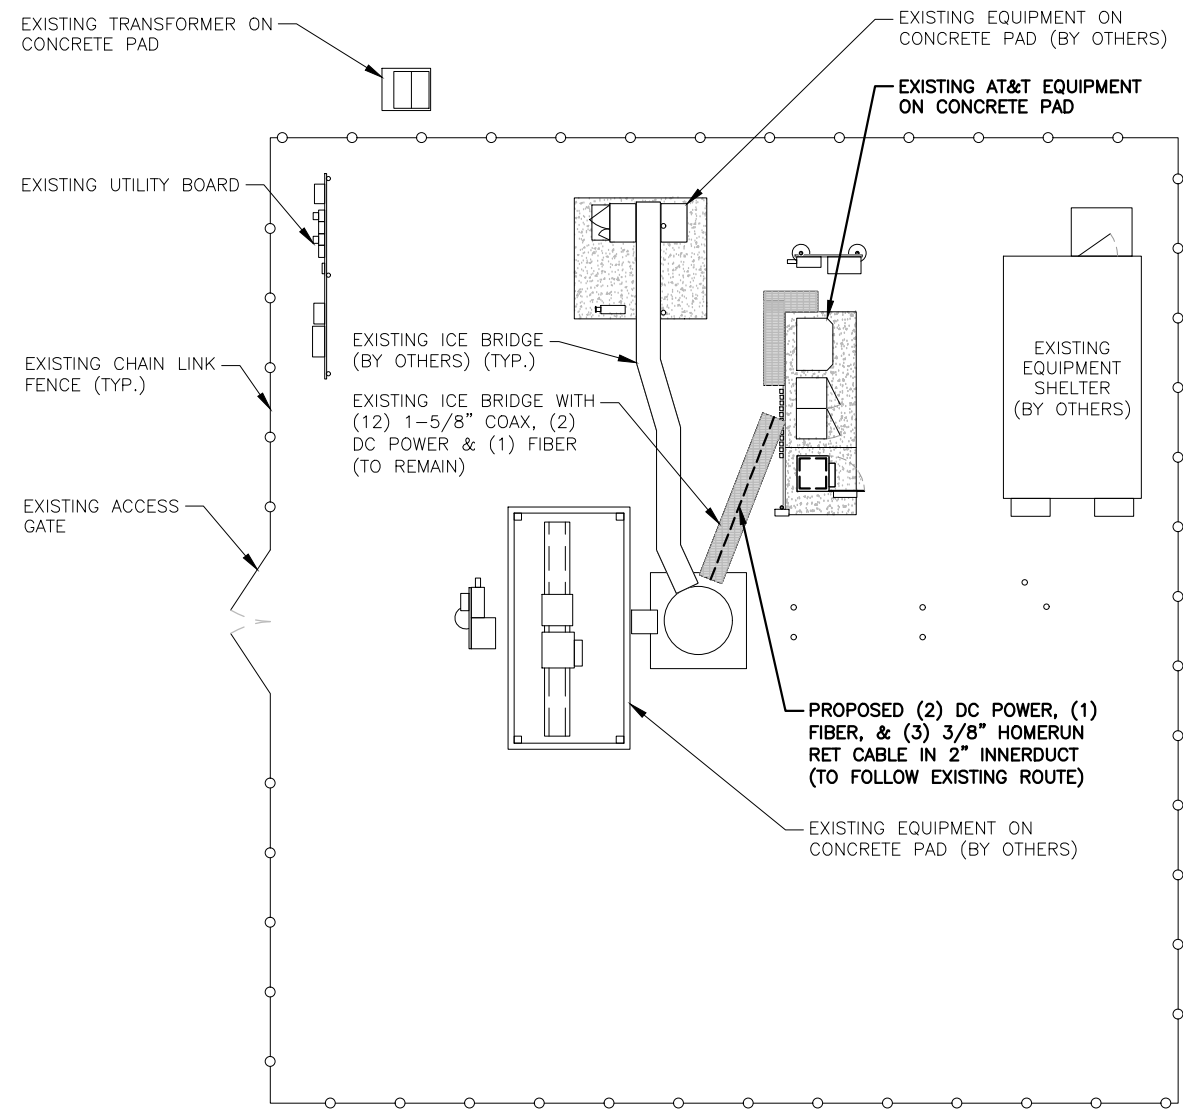 EXISTING TRANSFORMER ON
CONCRETE PAD
EXISTING EQUIPMENT ON
CONCRETE PAD (BY OTHERS)
EXISTING AT&T EQUIPMENT
ON CONCRETE PAD
EXISTING UTILITY BOARD
EXISTING ICE BRIDGE
(BY OTHERS) (TYP.)
EXISTING
EQUIPMENT
SHELTER
(BY OTHERS)
EXISTING CHAIN LINK
FENCE (TYP.)
EXISTING ICE BRIDGE WITH
(12) 1-5/8" COAX, (2)
DC POWER & (1) FIBER
(TO REMAIN)
EXISTING ACCESS
GATE
PROPOSED (2) DC POWER, (1)
FIBER, & (3) 3/8" HOMERUN
RET CABLE IN 2" INNERDUCT
(TO FOLLOW EXISTING ROUTE)
EXISTING EQUIPMENT ON
CONCRETE PAD (BY OTHERS)